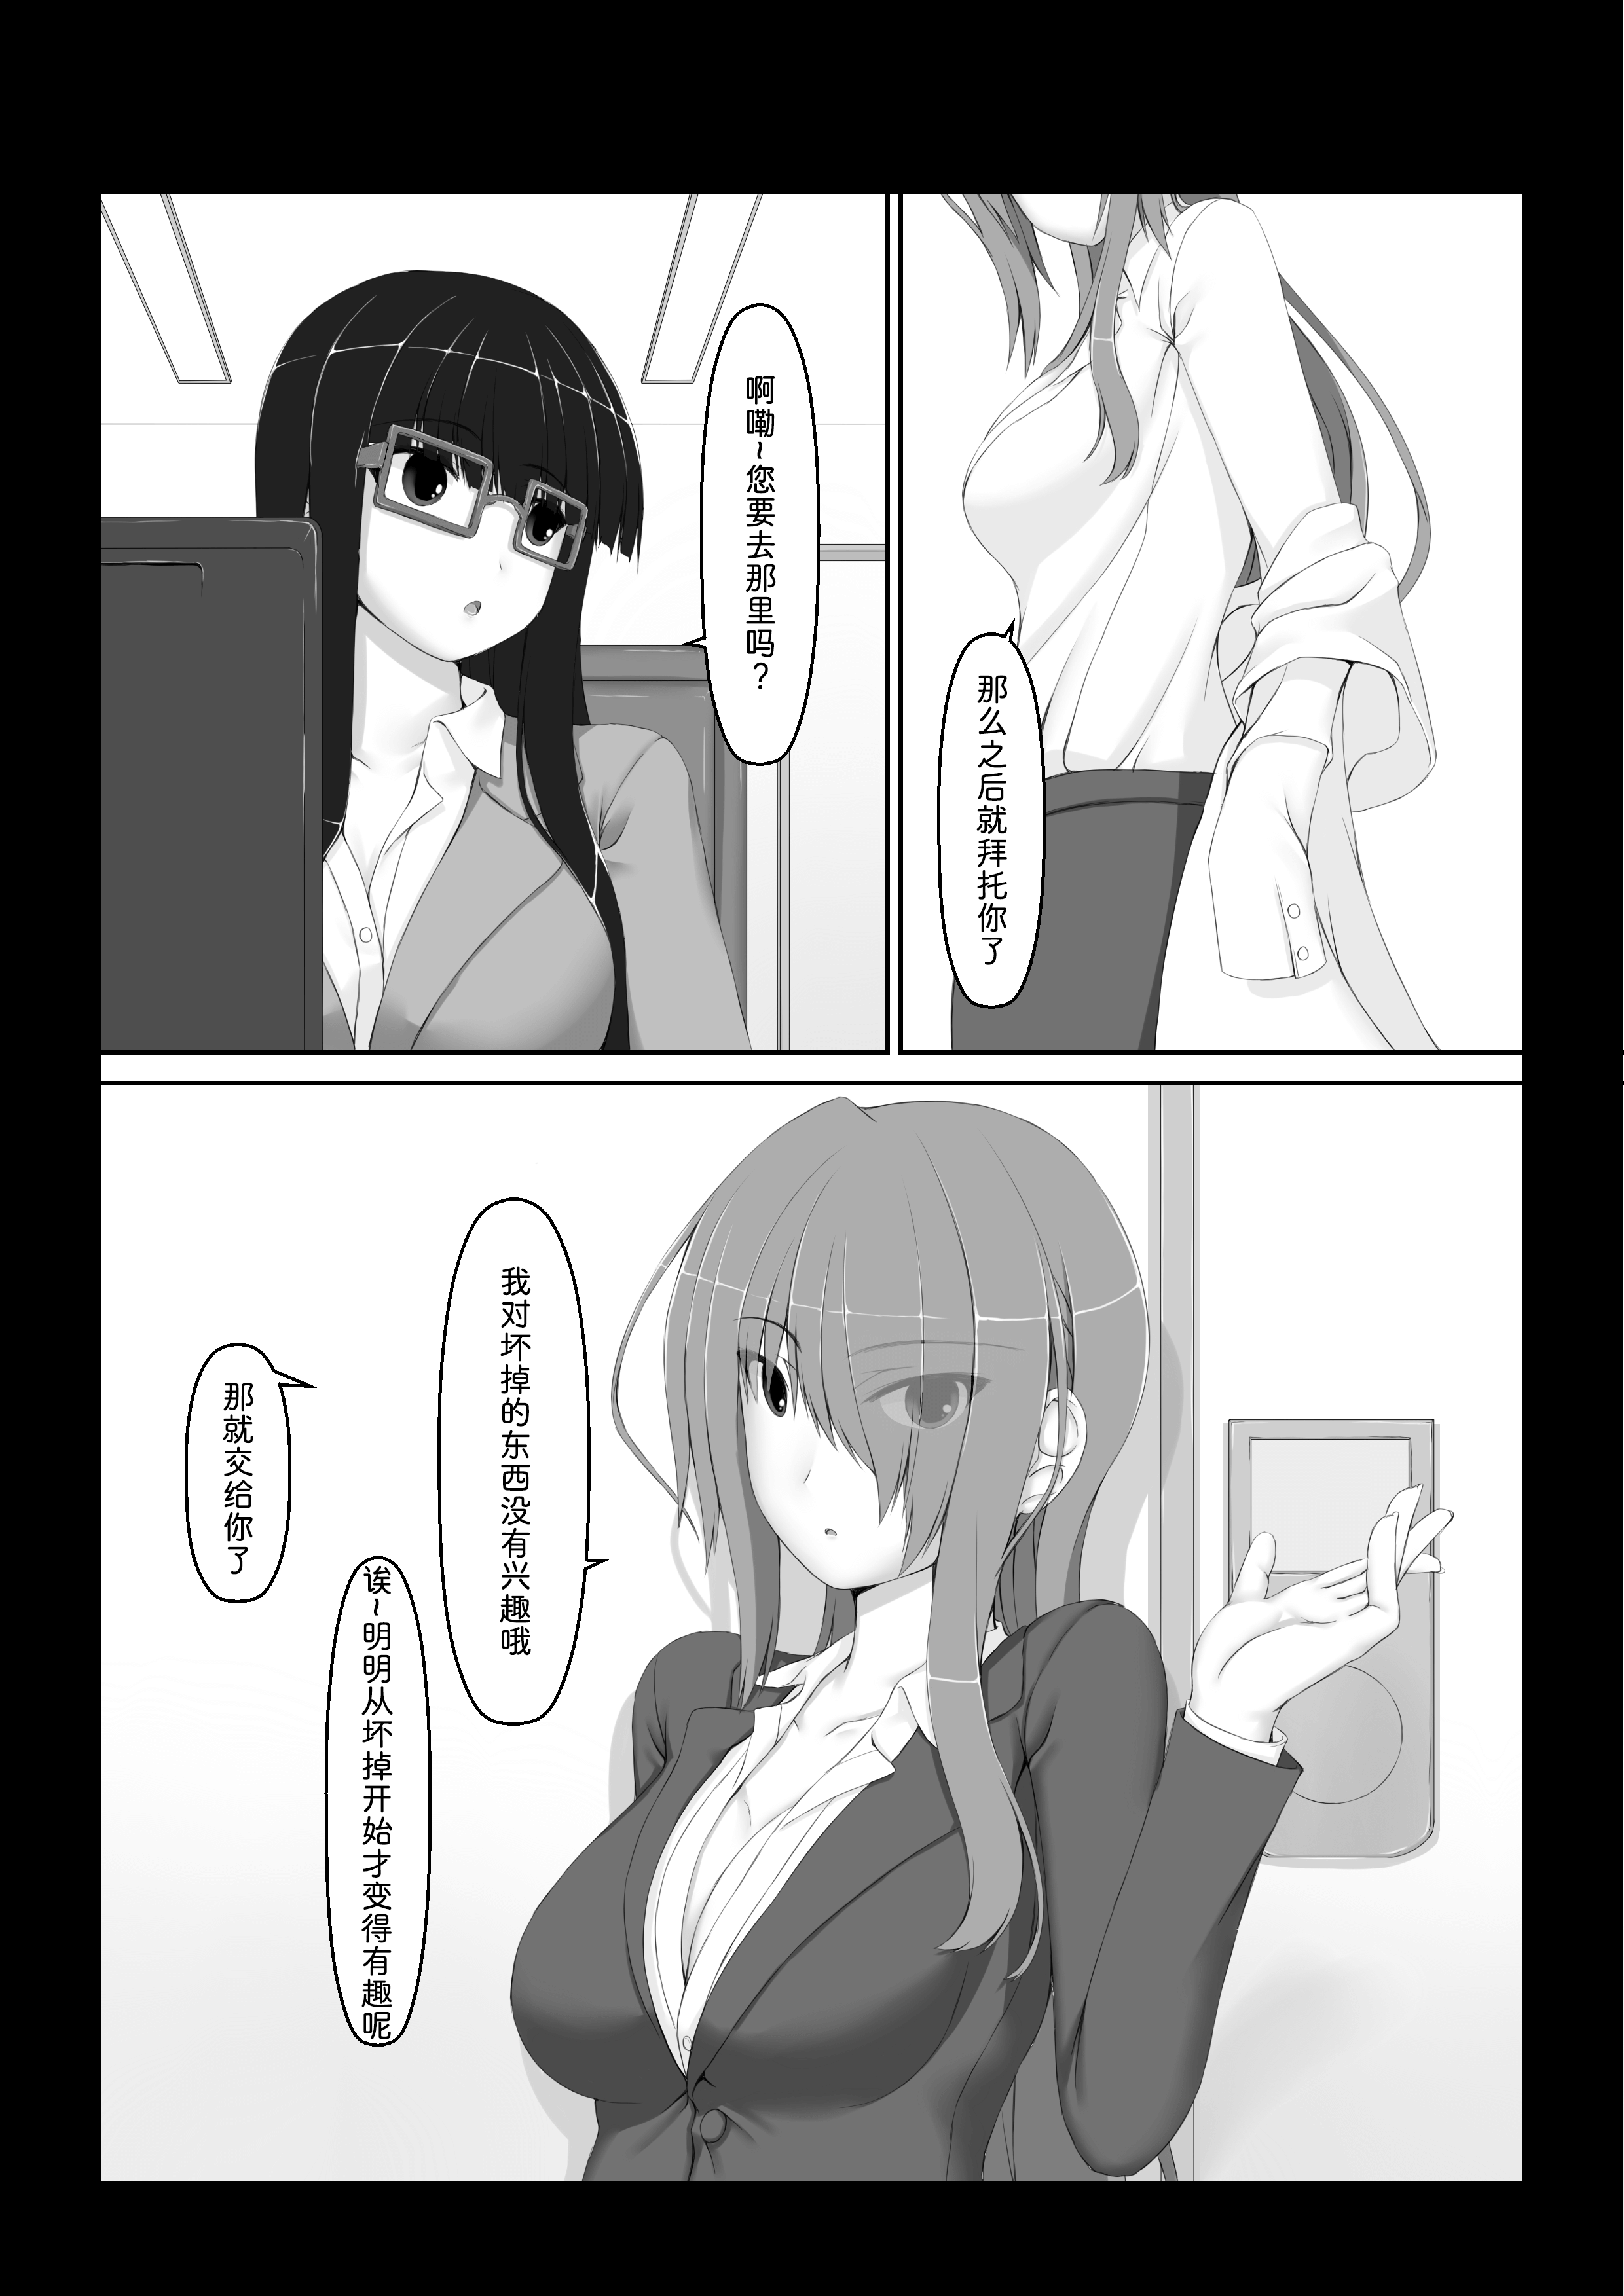 那么之后就拜托你了
啊嘞~您要去那里吗?
我对坏掉的东西没有兴趣哦
诶~明明从坏掉开始才变得有趣呢
那就交给你了